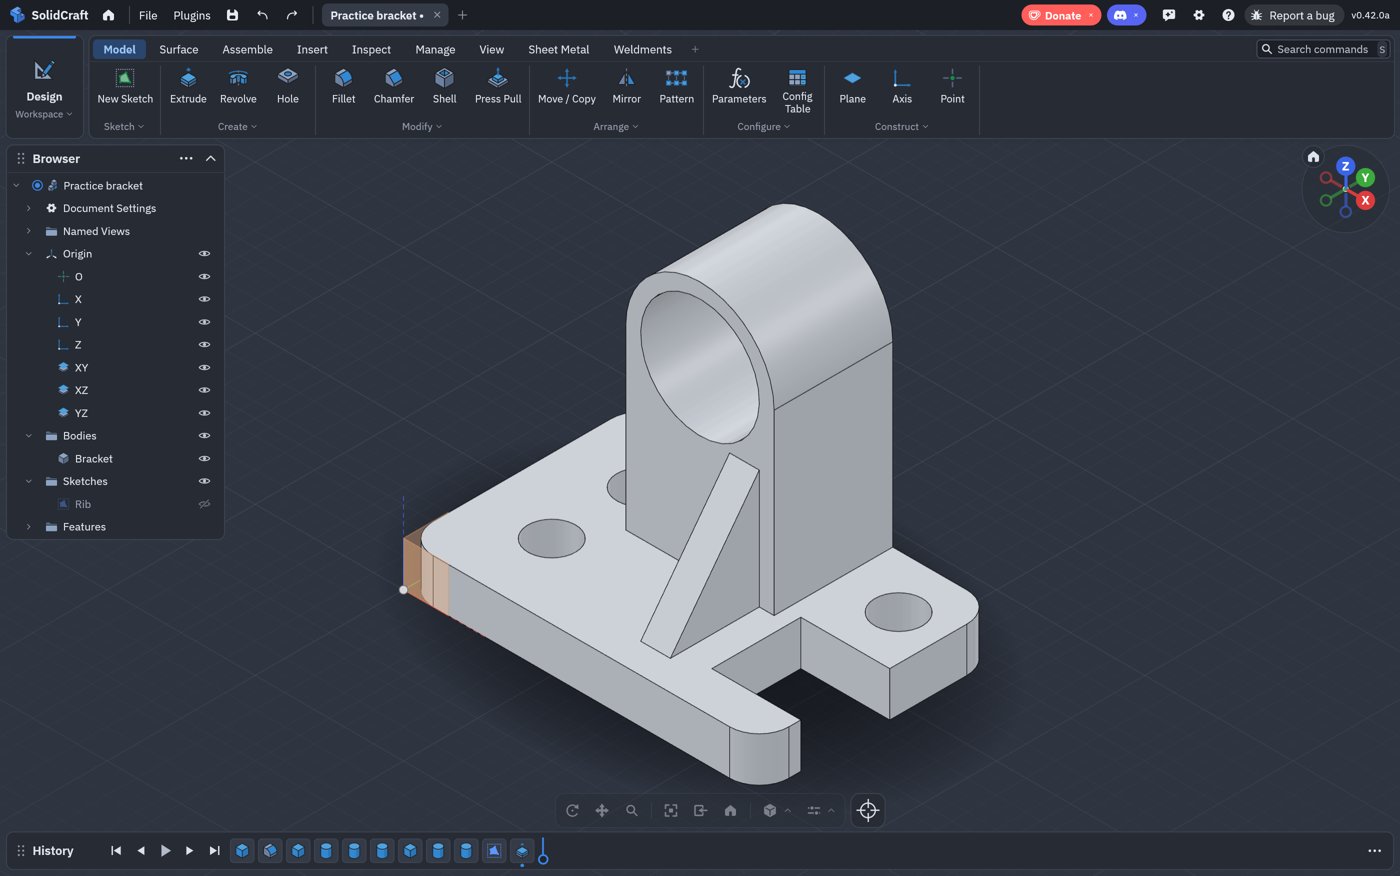 SolidCraft File Plugins Practice bracket • Donate Report a bug v0.42.0a
Model Surface Assemble Insert Inspect Manage View Sheet Metal Weldments Search commands S
Design
Workspace
New Sketch Extrude Revolve Hole Fillet Chamfer Shell Press Pull Move / Copy Mirror Pattern Parameters Config Table Plane Axis Point
Sketch Create Modify Arrange Configure Construct
Browser
Practice bracket
Document Settings
Named Views
Origin
O
X
Y
Z
XY
XZ
YZ
Bodies
Bracket
Sketches
Rib
Features
Z
Y
X
History